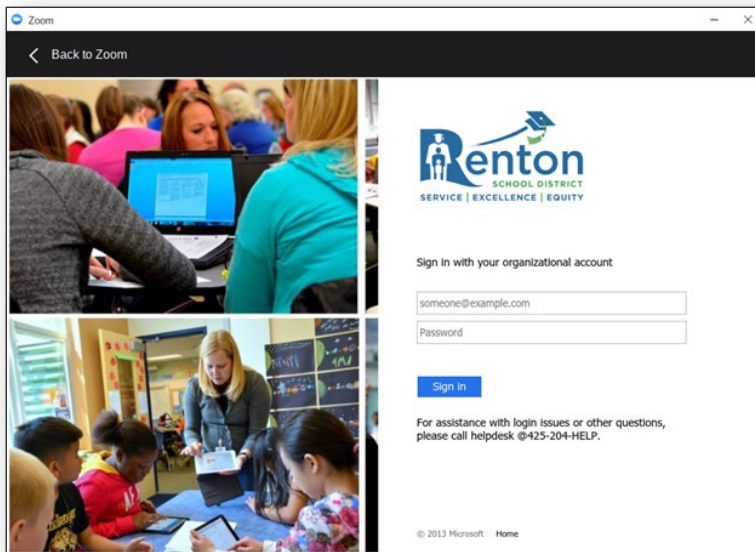 Zoom
Back to Zoom
Renton
SCHOOL DISTRICT
SERVICE | EXCELLENCE | EQUITY
Sign in with your organizational account
someone@example.com
Password
Sign in
For assistance with login issues or other questions,
please call helpdesk @425-204-HELP.
© 2013 Microsoft Home